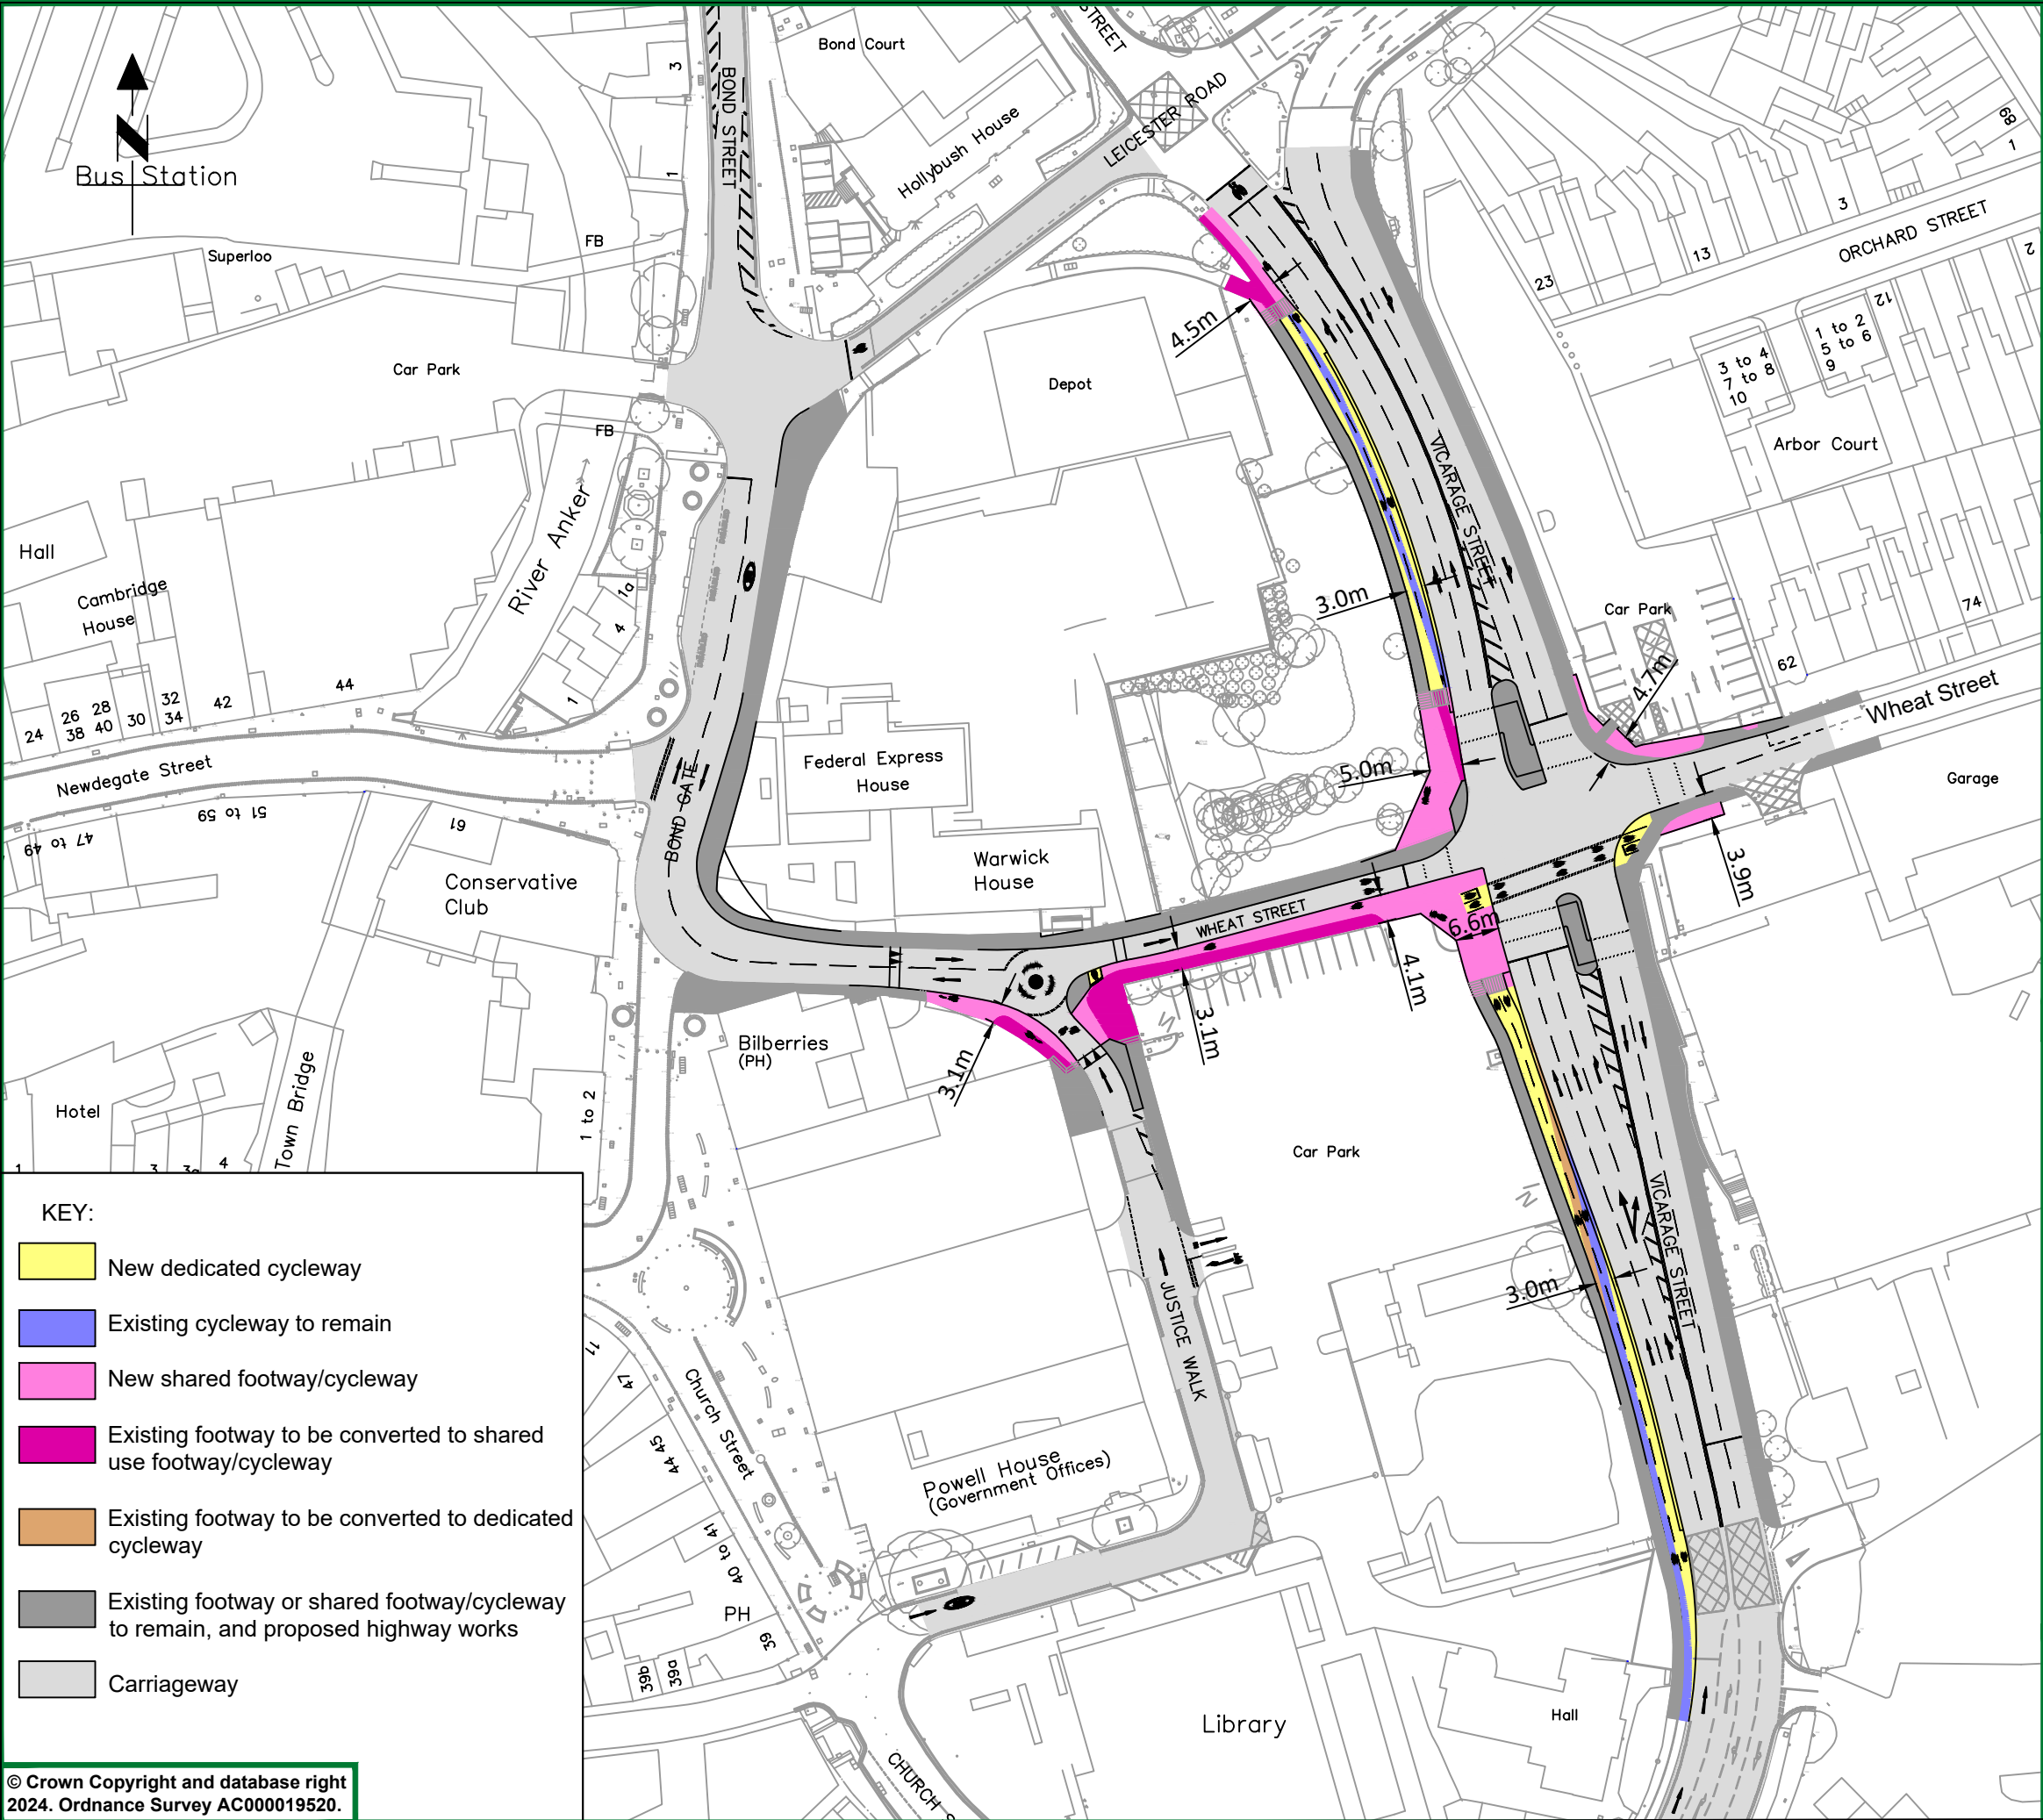 Bond Court
STREET
3
BOND STREET
LEICESTER ROAD
Hollybush House
68
1
Bus Station
1
3
ORCHARD STREET
2
FB
Superloo
13
23
12
1 to 2
5 to 6
9
4.5m
3 to 4
7 to 8
10
Car Park
Depot
FB
Arbor Court
VICARAGE STREET
River Anker
Hall
Cambridge
House
1a
4
3.0m
Car Park
74
62
4.7m
Wheat Street
1
44
42
32
34
30
28
40
26
38
24
Newdegate Street
51 to 59
47 to 49
61
BOND GATE
Federal Express
House
5.0m
Garage
Warwick
House
Conservative
Club
3.9m
WHEAT STREET
6.6m
4.1m
3.1m
3.1m
Bilberries
(PH)
Hotel
Town Bridge
1 to 2
Car Park
1
3
3a
4
VICARAGE STREET
3.0m
JUSTICE WALK
KEY:
New dedicated cycleway
Existing cycleway to remain
New shared footway/cycleway
Existing footway to be converted to shared
use footway/cycleway
Existing footway to be converted to dedicated
cycleway
Existing footway or shared footway/cycleway
to remain, and proposed highway works
Carriageway
47
Church Street
44 45
Powell House
(Government Offices)
40 to 41
PH
39
39b
39a
Library
Hall
CHURCH S
© Crown Copyright and database right
2024. Ordnance Survey AC000019520.